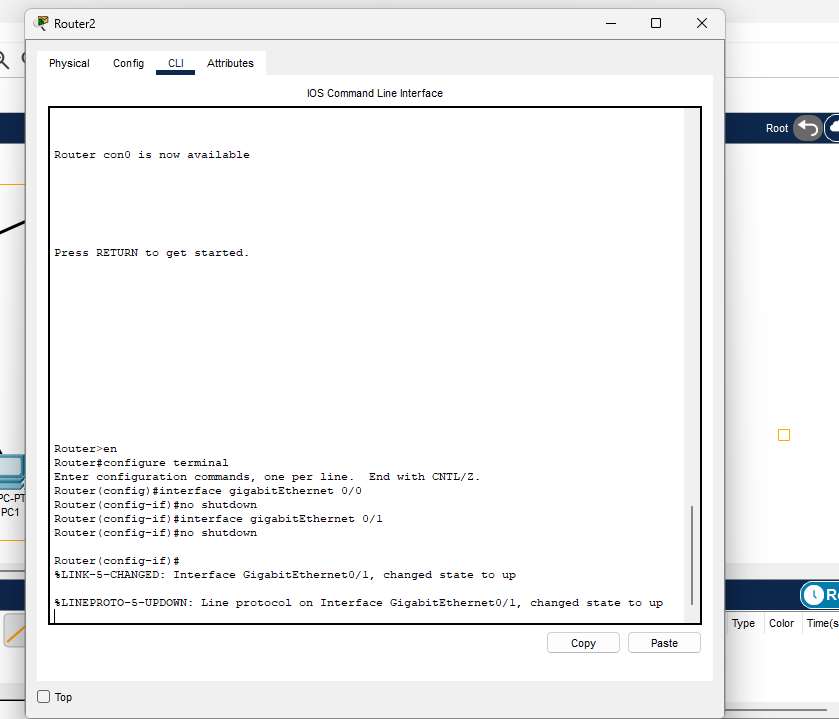 Router2
Physical Config CLI Attributes
IOS Command Line Interface
Root
Router con0 is now available
Press RETURN to get started.
Router>en
Router#configure terminal
Enter configuration commands, one per line.  End with CNTL/Z.
Router(config)#interface gigabitEthernet 0/0
Router(config-if)#no shutdown
Router(config-if)#interface gigabitEthernet 0/1
Router(config-if)#no shutdown
Router(config-if)#
%LINK-5-CHANGED: Interface GigabitEthernet0/1, changed state to up
%LINEPROTO-5-UPDOWN: Line protocol on Interface GigabitEthernet0/1, changed state to up
PC-PT
PC1
Copy Paste
Type Color Time(s
Top